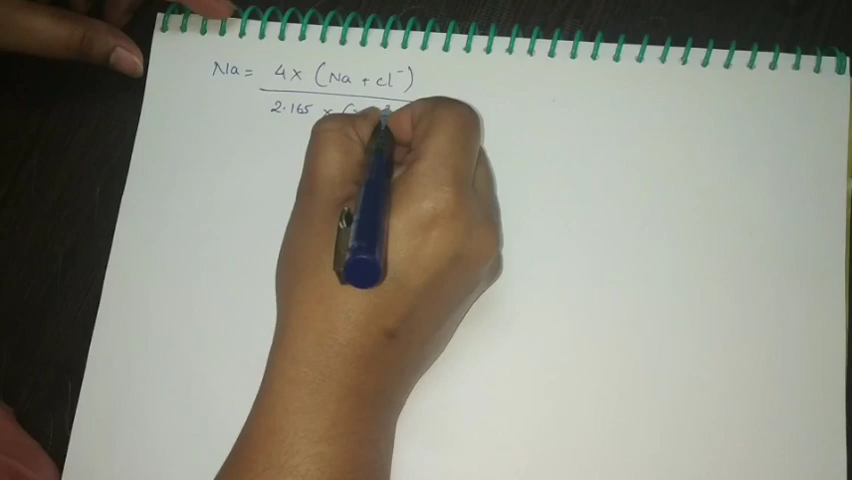 Na = 4 x (Na + Cl⁻)
2.165 x (